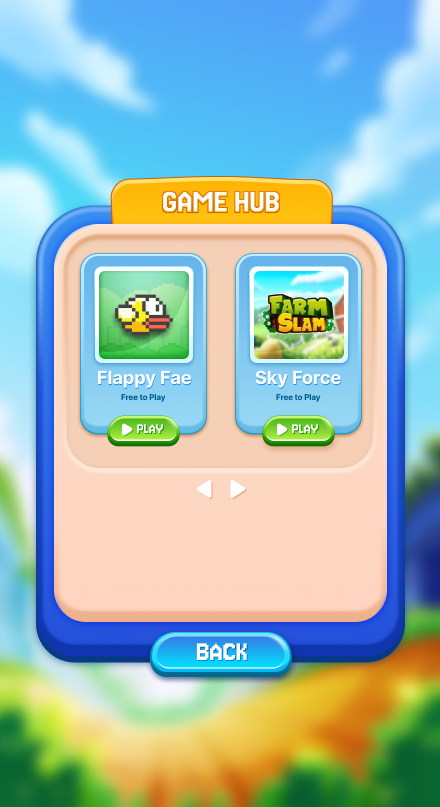 GAME HUB
FARM
SLAM
Flappy Fae
Sky Force
Free to Play
Free to Play
PLAY
PLAY
BACK